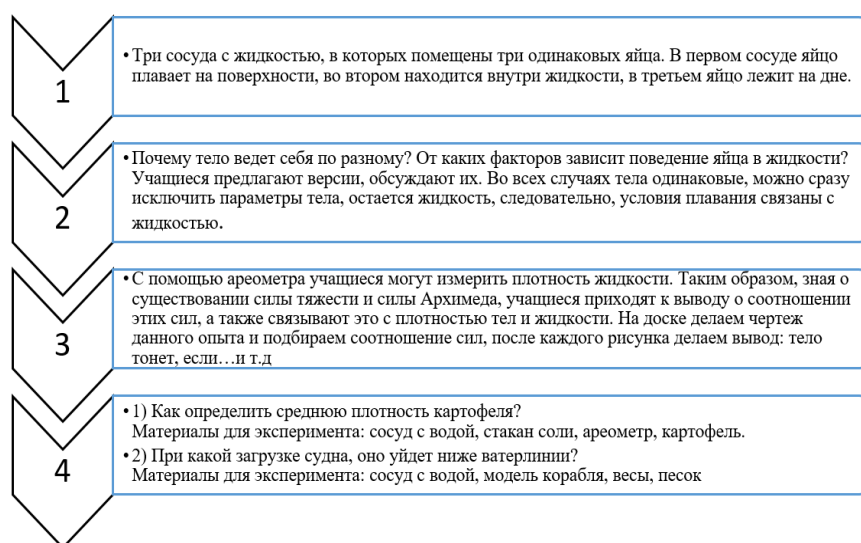 1
• Три сосуда с жидкостью, в которых помещены три одинаковых яйца. В первом сосуде яйцо
плавает на поверхности, во втором находится внутри жидкости, в третьем яйцо лежит на дне.
2
• Почему тело ведет себя по разному? От каких факторов зависит поведение яйца в жидкости?
Учащиеся предлагают версии, обсуждают их. Во всех случаях тела одинаковые, можно сразу
исключить параметры тела, остается жидкость, следовательно, условия плавания связаны с
жидкостью.
3
• С помощью ареометра учащиеся могут измерить плотность жидкости. Таким образом, зная о
существовании силы тяжести и силы Архимеда, учащиеся приходят к выводу о соотношении
этих сил, а также связывают это с плотностью тел и жидкости. На доске делаем чертеж
данного опыта и подбираем соотношение сил, после каждого рисунка делаем вывод: тело
тонет, если…и т.д
4
• 1) Как определить среднюю плотность картофеля?
Материалы для эксперимента: сосуд с водой, стакан соли, ареометр, картофель.
• 2) При какой загрузке судна, оно уйдет ниже ватерлинии?
Материалы для эксперимента: сосуд с водой, модель корабля, весы, песок